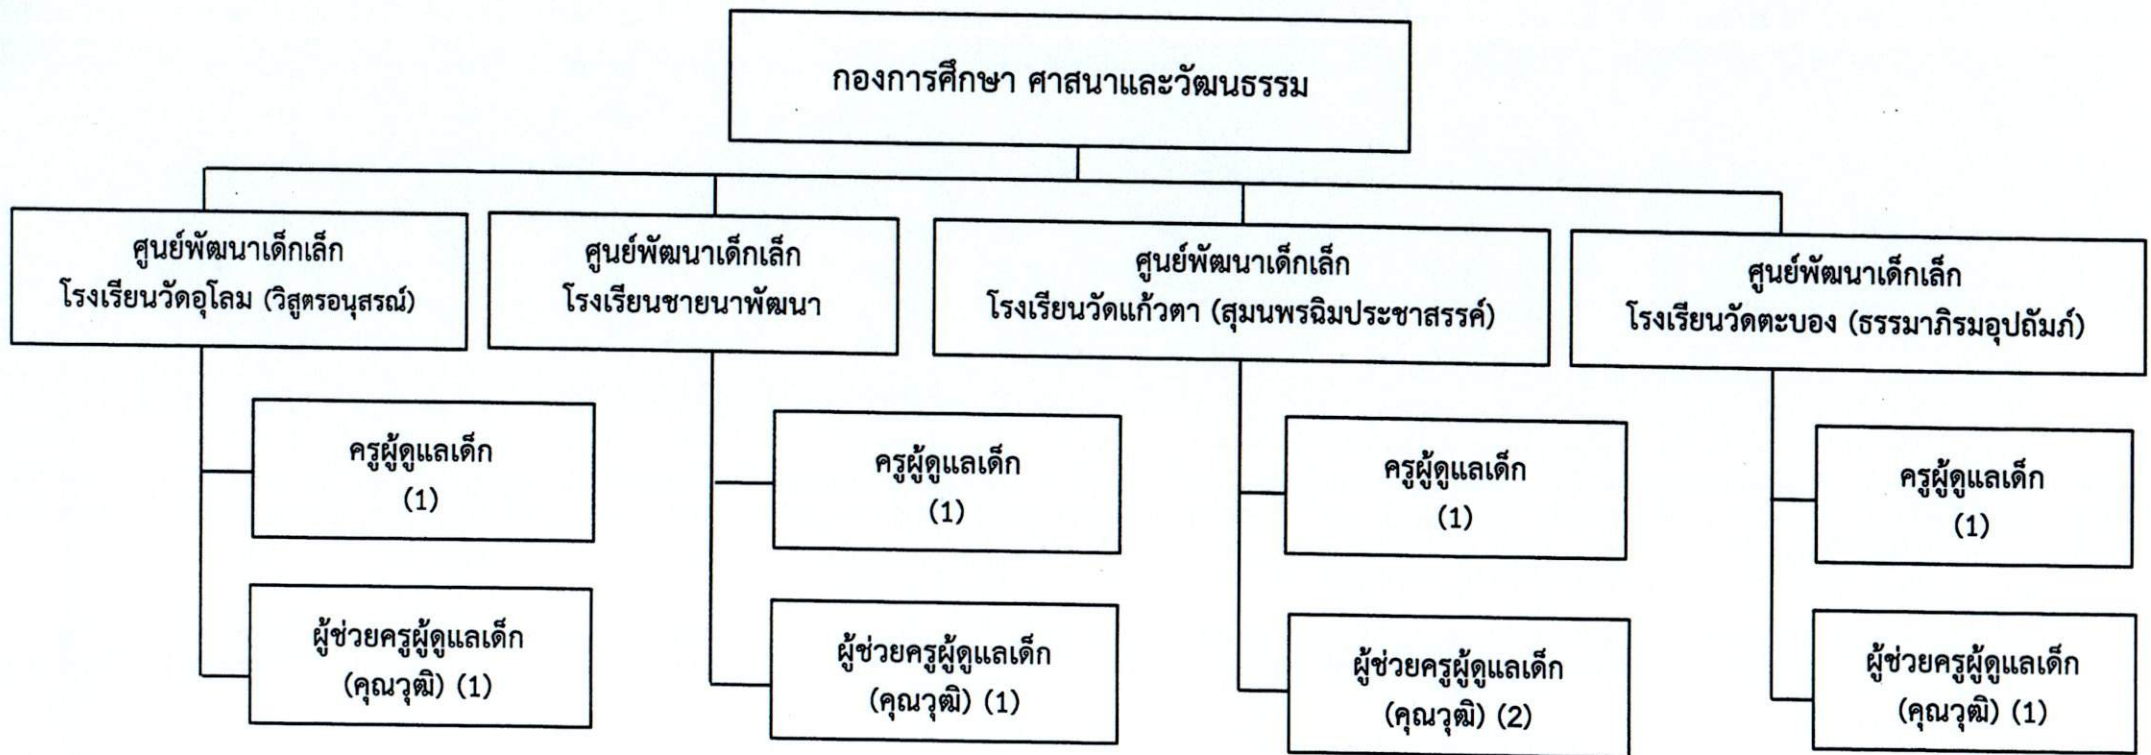 กองการศึกษา ศาสนาและวัฒนธรรม
ศูนย์พัฒนาเด็กเล็ก
โรงเรียนวัดอุโลม (วิสูตรอนุสรณ์)
ศูนย์พัฒนาเด็กเล็ก
โรงเรียนชายนาพัฒนา
ศูนย์พัฒนาเด็กเล็ก
โรงเรียนวัดแก้วตา (สุมนพรฉิมประชาสรรค์)
ศูนย์พัฒนาเด็กเล็ก
โรงเรียนวัดตะบอง (ธรรมาภิรมอุปถัมภ์)
ครูผู้ดูแลเด็ก
(1)
ครูผู้ดูแลเด็ก
(1)
ครูผู้ดูแลเด็ก
(1)
ครูผู้ดูแลเด็ก
(1)
ผู้ช่วยครูผู้ดูแลเด็ก
(คุณวุฒิ) (1)
ผู้ช่วยครูผู้ดูแลเด็ก
(คุณวุฒิ) (1)
ผู้ช่วยครูผู้ดูแลเด็ก
(คุณวุฒิ) (2)
ผู้ช่วยครูผู้ดูแลเด็ก
(คุณวุฒิ) (1)